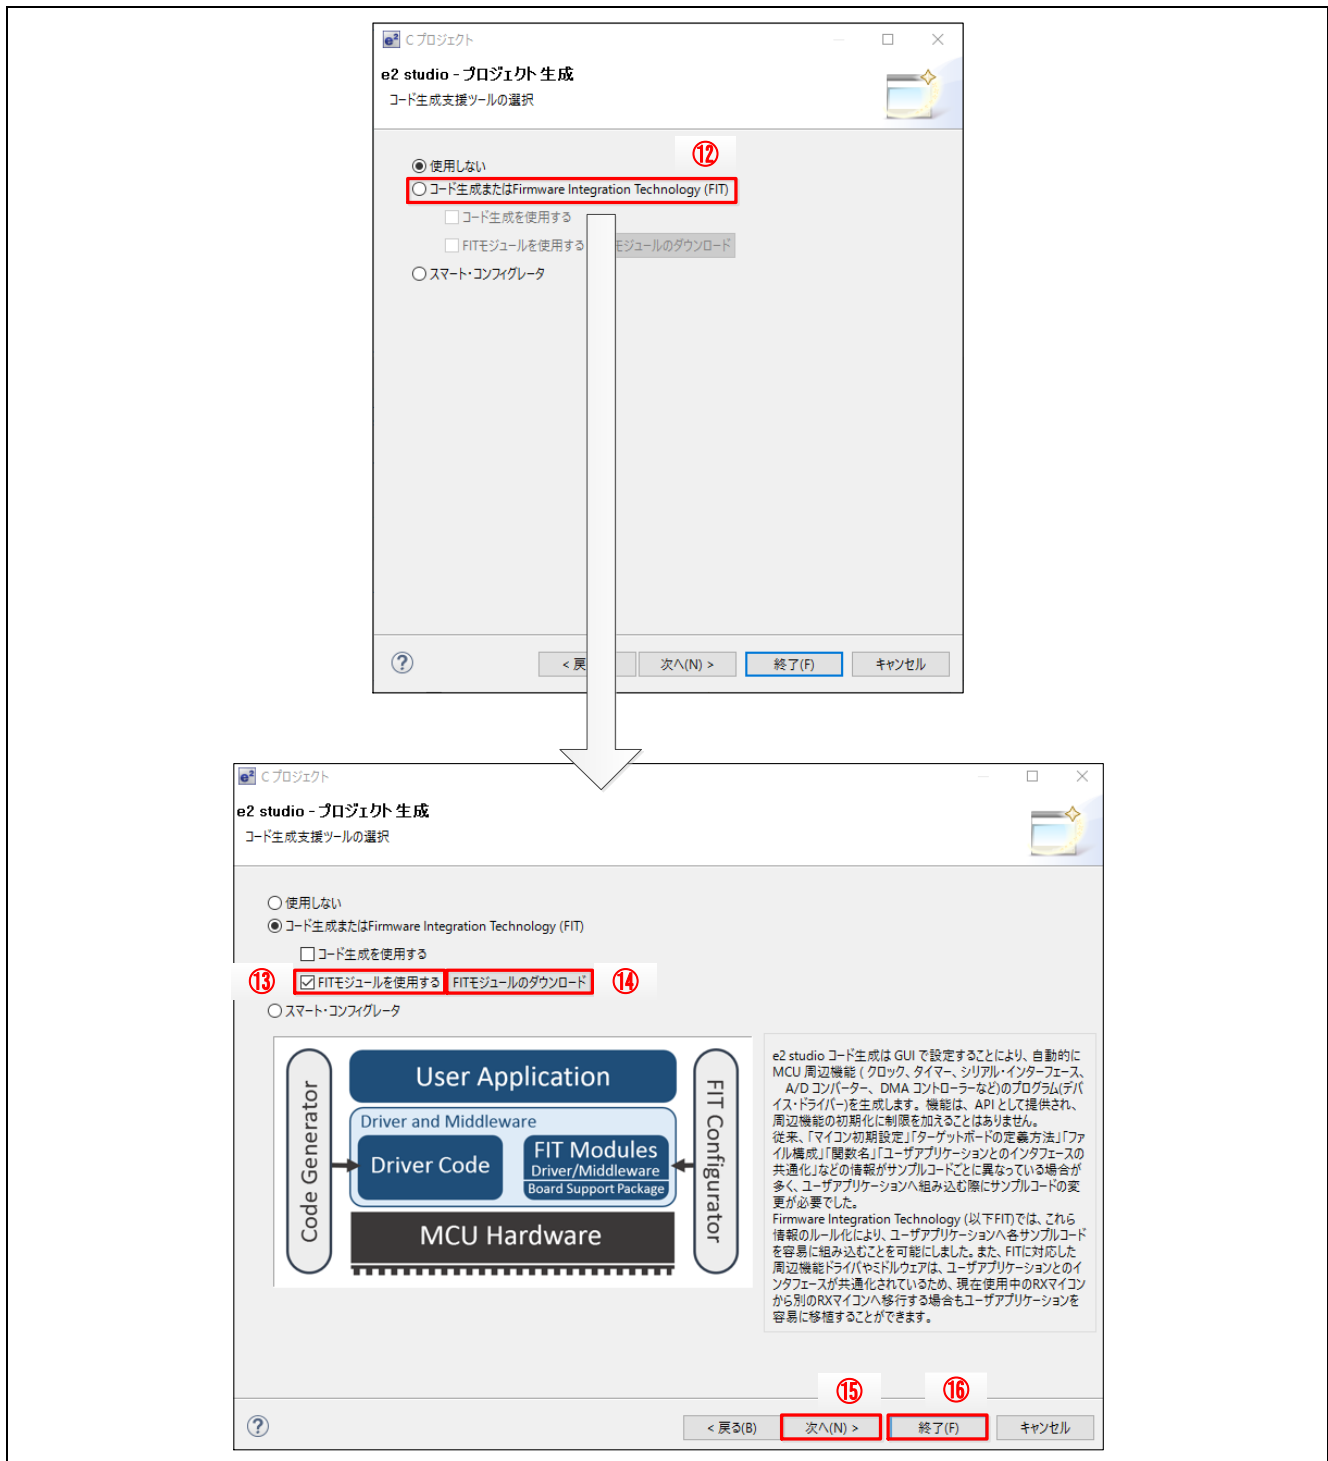 e² C プロジェクト
e2 studio - プロジェクト生成
コード生成支援ツールの選択
⑫
使用しない
コード生成またはFirmware Integration Technology (FIT)
コード生成を使用する
FITモジュールを使用する
モジュールのダウンロード
スマート・コンフィグレータ
?
< 戻
次へ(N) >
終了(F)
キャンセル
e² C プロジェクト
e2 studio - プロジェクト生成
コード生成支援ツールの選択
使用しない
コード生成またはFirmware Integration Technology (FIT)
コード生成を使用する
⑬ FITモジュールを使用する FITモジュールのダウンロード ⑭
スマート・コンフィグレータ
Code Generator
User Application
Driver and Middleware
Driver Code
FIT Modules
Driver/Middleware
Board Support Package
MCU Hardware
FIT Configurator
e2 studio コード生成は GUI で設定することにより、自動的に
MCU 周辺機能 ( クロック、タイマー、シリアル・インターフェース、
A/D コンバーター、 DMA コントローラーなど)のプログラム(デバ
イス・ドライバー)を生成します。機能は、API として提供され、
周辺機能の初期化に制限を加えることはありません。
従来、「マイコン初期設定」「ターゲットボードの定義方法」「ファ
イル構成」「関数名」「ユーザアプリケーションとのインタフェースの
共通化」などの情報がサンプルコードごとに異なっている場合が
多く、ユーザアプリケーションへ組み込む際にサンプルコードの変
更が必要でした。
Firmware Integration Technology (以下FIT)では、これら
情報のルール化により、ユーザアプリケーションへ各サンプルコード
を容易に組み込むことを可能にしました。また、FITに対応した
周辺機能ドライバやミドルウェアは、ユーザアプリケーションとのイ
ンタフェースが共通化されているため、現在使用中のRXマイコン
から別のRXマイコンへ移行する場合もユーザアプリケーションを
容易に移植することができます。
⑮
⑯
?
< 戻る(B)
次へ(N) >
終了(F)
キャンセル